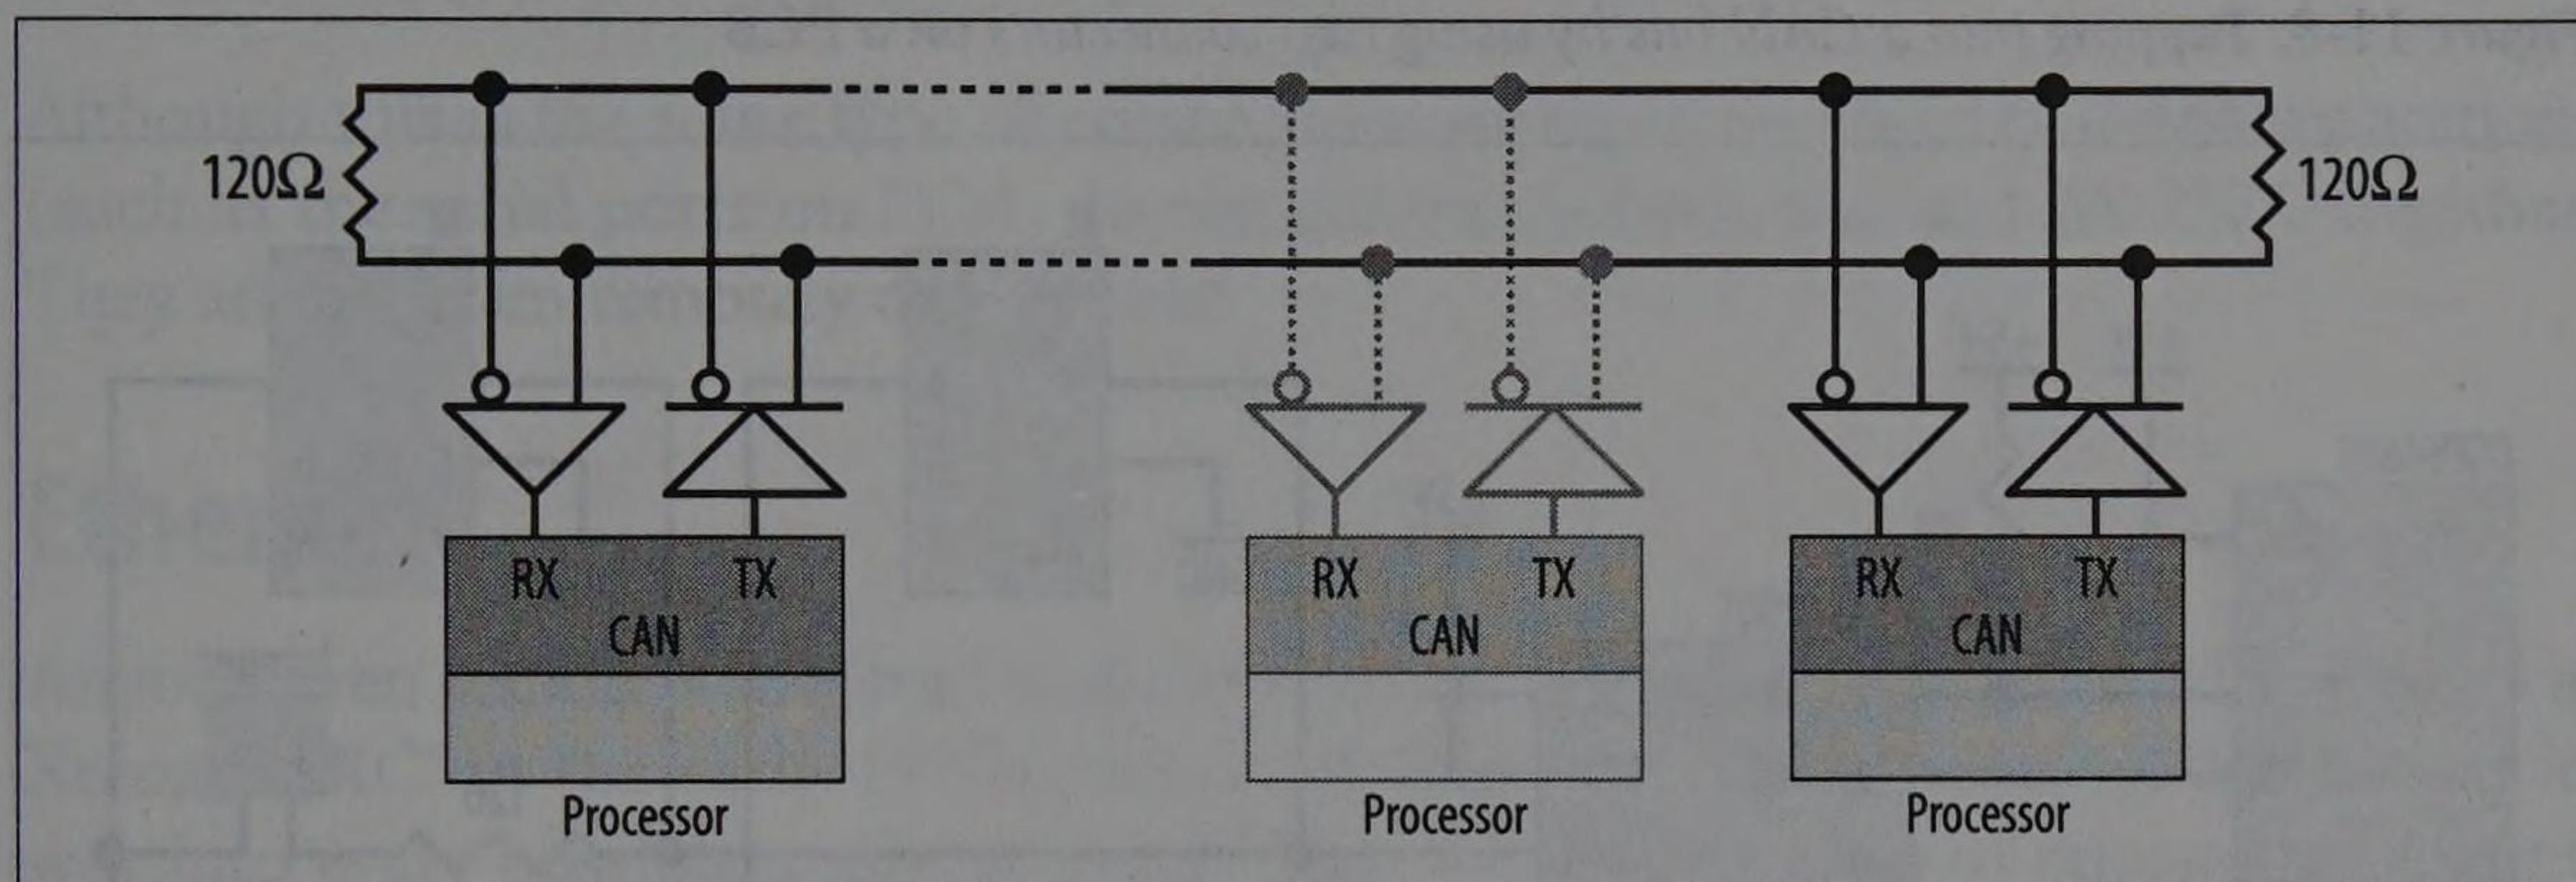 120Ω 120Ω
RX TX RX TX RX TX
CAN CAN CAN
Processor Processor Processor